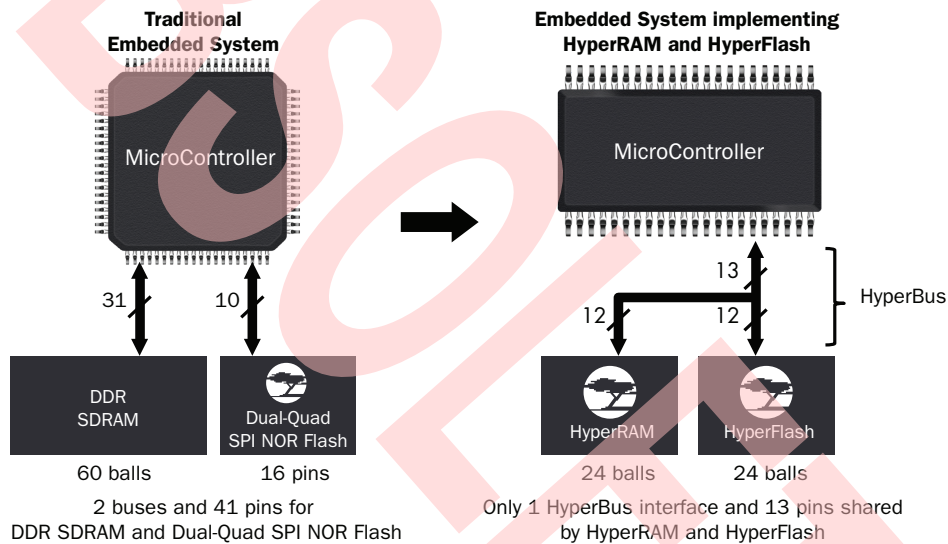 Traditional
Embedded System
MicroController
31
10
DDR
SDRAM
Dual-Quad
SPI NOR Flash
60 balls
16 pins
2 buses and 41 pins for
DDR SDRAM and Dual-Quad SPI NOR Flash
Embedded System implementing
HyperRAM and HyperFlash
MicroController
13
12
12
HyperBus
HyperRAM
HyperFlash
24 balls
24 balls
Only 1 HyperBus interface and 13 pins shared
by HyperRAM and HyperFlash